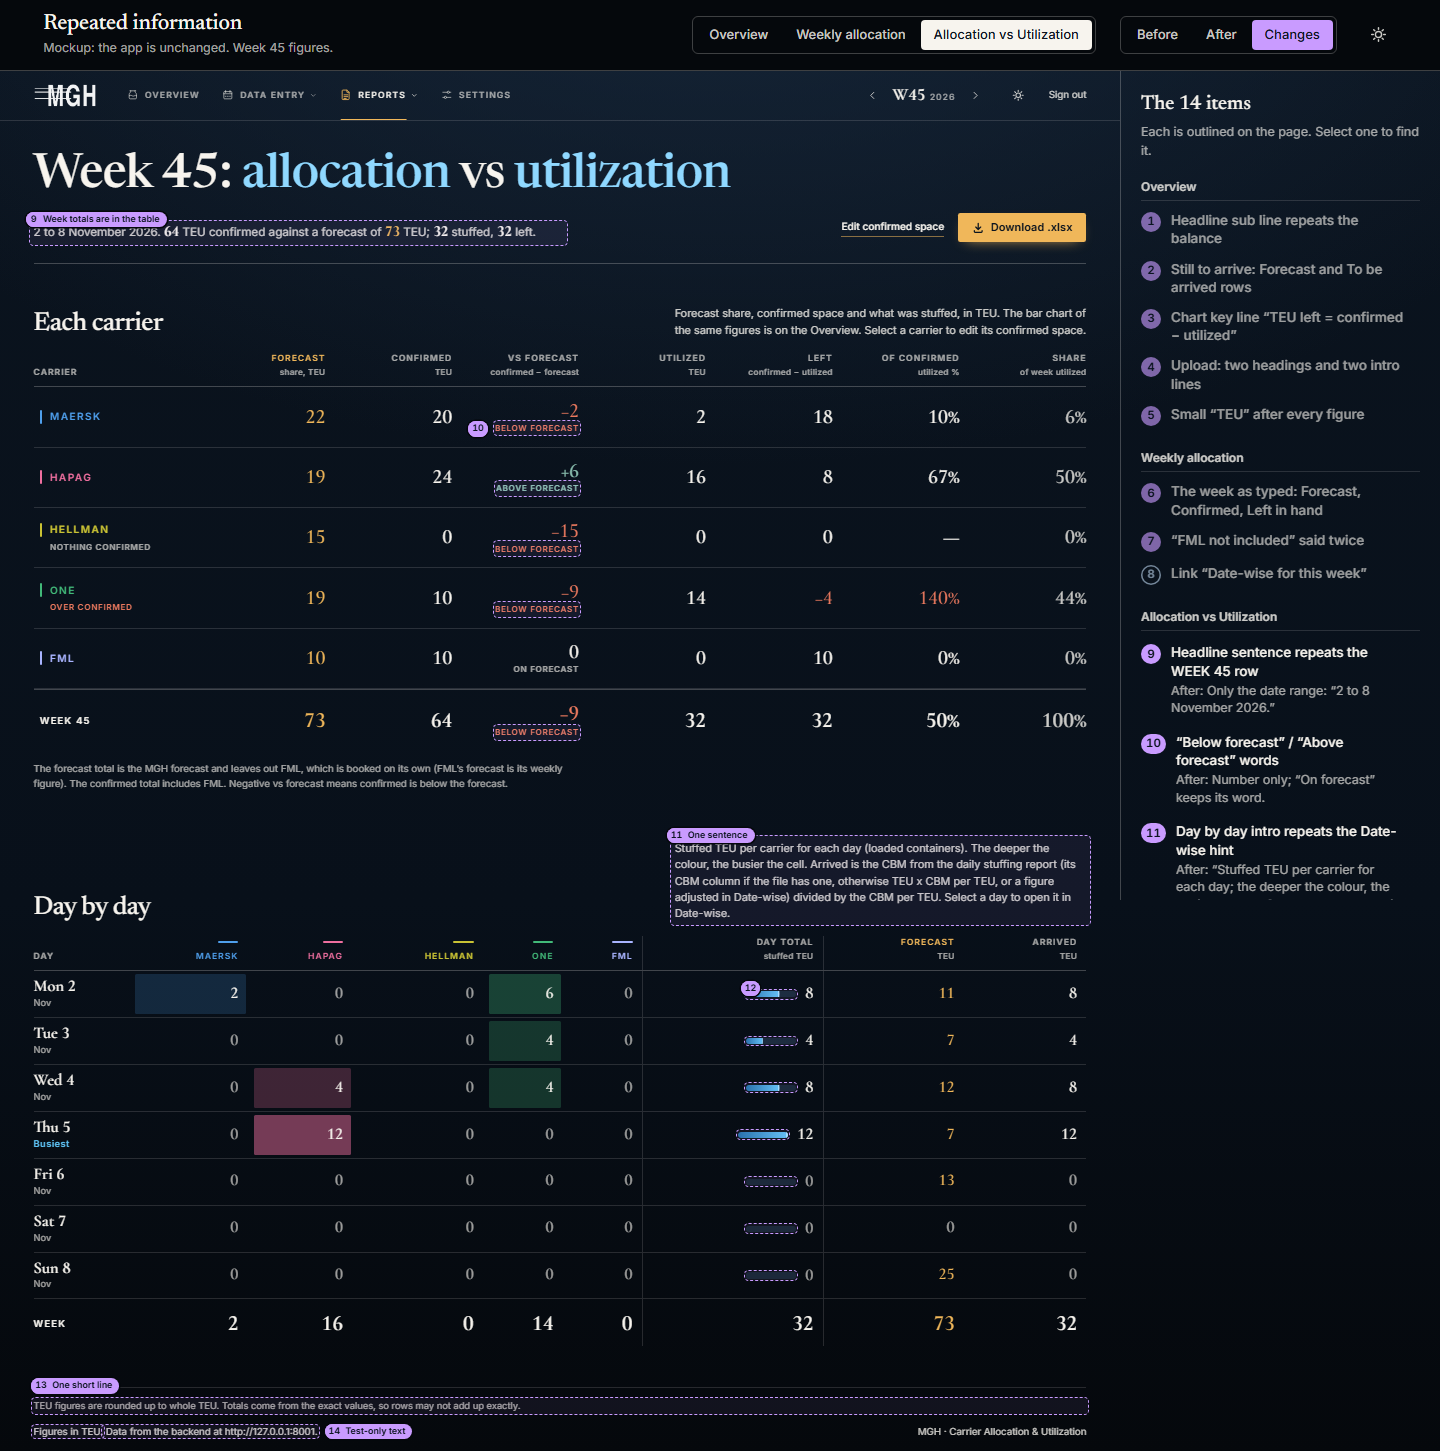 Repeated information
Mockup: the app is unchanged. Week 45 figures.
Overview Weekly allocation Allocation vs Utilization
Before After Changes
MGH OVERVIEW DATA ENTRY REPORTS SETTINGS
W45 2026 Sign out
Week 45: allocation vs utilization
9 Week totals are in the table
2 to 8 November 2026. 64 TEU confirmed against a forecast of 73 TEU; 32 stuffed, 32 left.
Edit confirmed space Download .xlsx
Each carrier
Forecast share, confirmed space and what was stuffed, in TEU. The bar chart of
the same figures is on the Overview. Select a carrier to edit its confirmed space.
FORECAST CONFIRMED VS FORECAST UTILIZED LEFT OF CONFIRMED SHARE
CARRIER share, TEU TEU confirmed – forecast TEU confirmed – utilized utilized % of week utilized
MAERSK 22 20 –2 2 18 10% 6%
10 BELOW FORECAST
HAPAG 19 24 +6 16 8 67% 50%
ABOVE FORECAST
HELLMAN 15 0 –15 0 0 — 0%
NOTHING CONFIRMED BELOW FORECAST
ONE 19 10 –9 14 –4 140% 44%
OVER CONFIRMED BELOW FORECAST
FML 10 10 0 0 10 0% 0%
ON FORECAST
WEEK 45 73 64 –9 32 32 50% 100%
BELOW FORECAST
The forecast total is the MGH forecast and leaves out FML, which is booked on its own (FML's forecast is its weekly
figure). The confirmed total includes FML. Negative vs forecast means confirmed is below the forecast.
Day by day
11 One sentence
Stuffed TEU per carrier for each day (loaded containers). The deeper the
colour, the busier the cell. Arrived is the CBM from the daily stuffing report (its
CBM column if the file has one, otherwise TEU x CBM per TEU, or a figure
adjusted in Date-wise) divided by the CBM per TEU. Select a day to open it in
Date-wise.
DAY TOTAL FORECAST ARRIVED
DAY MAERSK HAPAG HELLMAN ONE FML stuffed TEU TEU TEU
Mon 2 2 0 0 6 0 12 8 11 8
Nov
Tue 3 0 0 0 4 0 4 7 4
Nov
Wed 4 0 4 0 4 0 8 12 8
Nov
Thu 5 0 12 0 0 0 12 7 12
Busiest
Fri 6 0 0 0 0 0 0 13 0
Nov
Sat 7 0 0 0 0 0 0 0 0
Nov
Sun 8 0 0 0 0 0 0 25 0
Nov
WEEK 2 16 0 14 0 32 73 32
13 One short line
TEU figures are rounded up to whole TEU. Totals come from the exact values, so rows may not add up exactly.
Figures in TEU Data from the backend at http://127.0.0.1:8001. 14 Test-only text
MGH · Carrier Allocation & Utilization
The 14 items
Each is outlined on the page. Select one to find
it.
Overview
1 Headline sub line repeats the
balance
2 Still to arrive: Forecast and To be
arrived rows
3 Chart key line “TEU left = confirmed
– utilized”
4 Upload: two headings and two intro
lines
5 Small “TEU” after every figure
Weekly allocation
6 The week as typed: Forecast,
Confirmed, Left in hand
7 “FML not included” said twice
8 Link “Date-wise for this week”
Allocation vs Utilization
9 Headline sentence repeats the
WEEK 45 row
After: Only the date range: “2 to 8
November 2026.”
10 “Below forecast” / “Above
forecast” words
After: Number only; “On forecast”
keeps its word.
11 Day by day intro repeats the Date-
wise hint
After: “Stuffed TEU per carrier for
each day; the deeper the colour, the